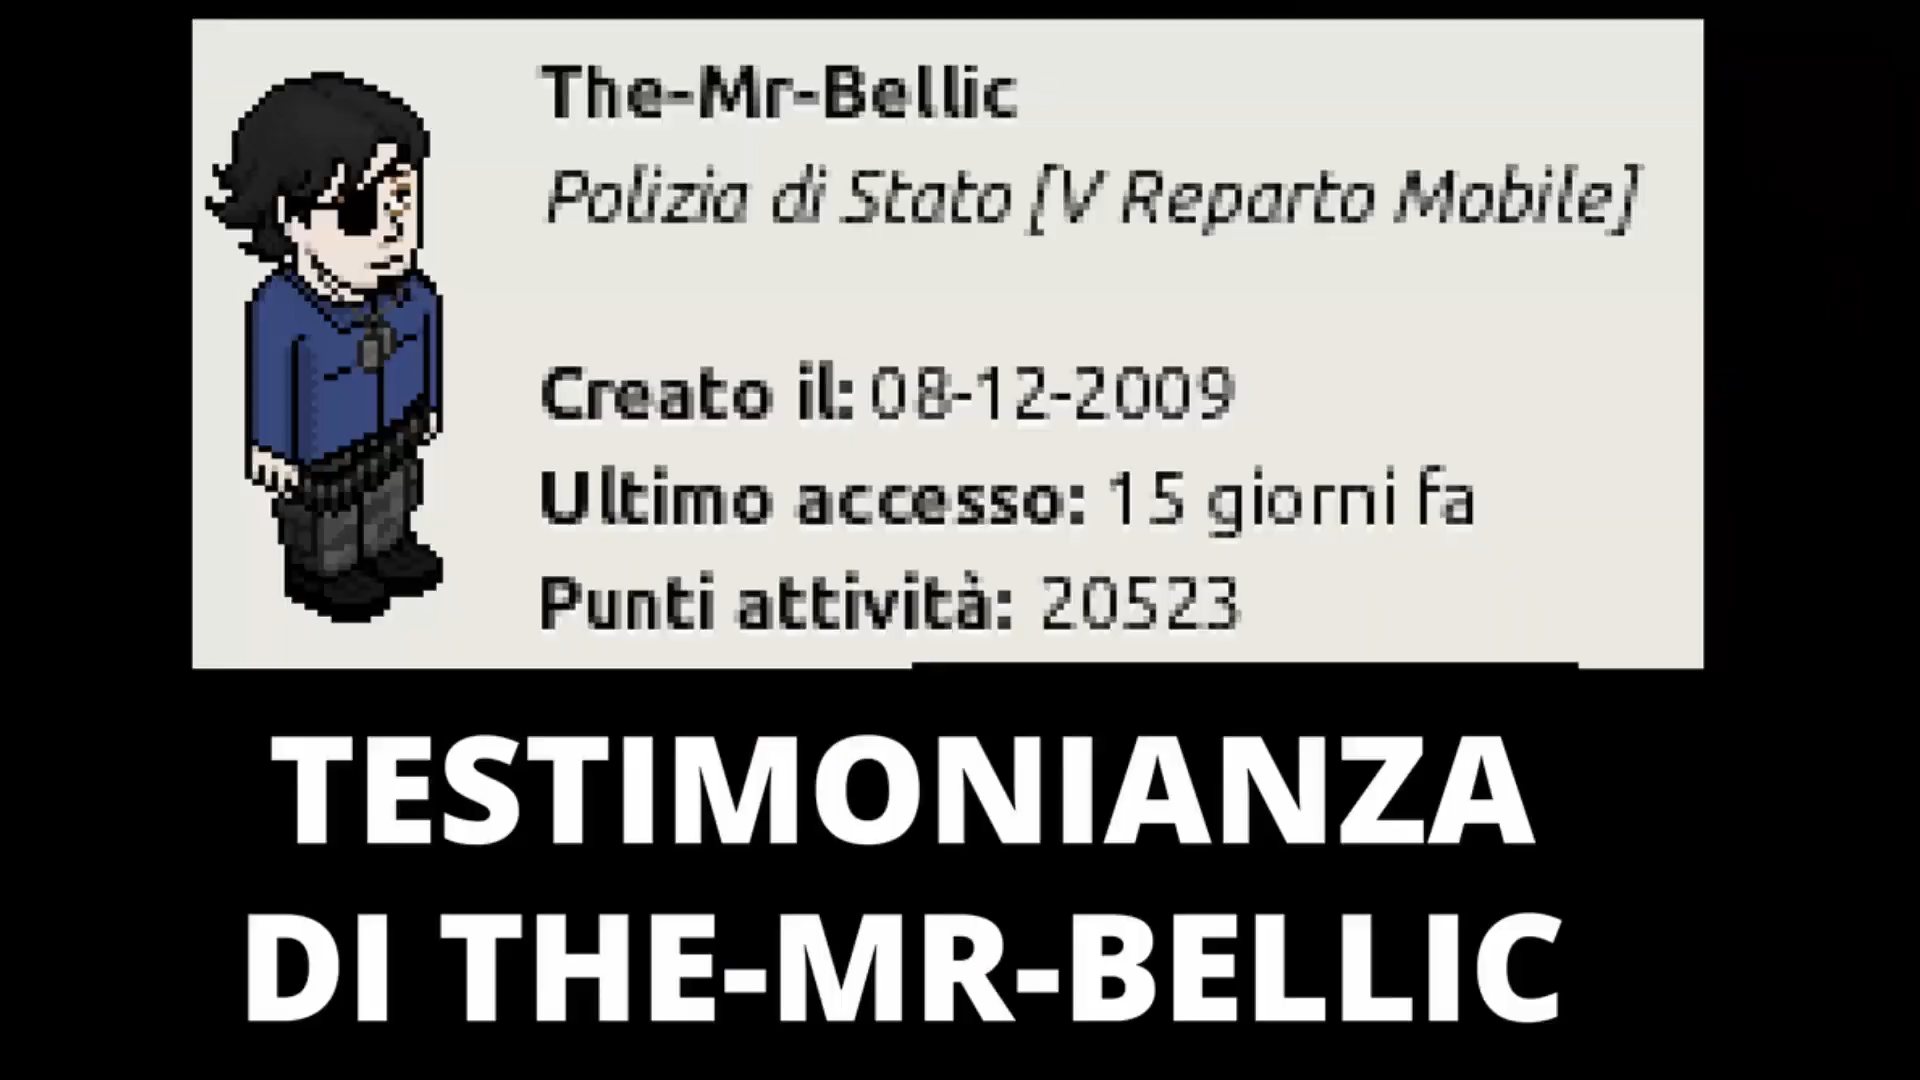 The-Mr-Bellic
Polizia di Stato [V Reparto Mobile]
Creato il: 08-12-2009
Ultimo accesso: 15 giorni fa
Punti attività: 20523
TESTIMONIANZA
DI THE-MR-BELLIC